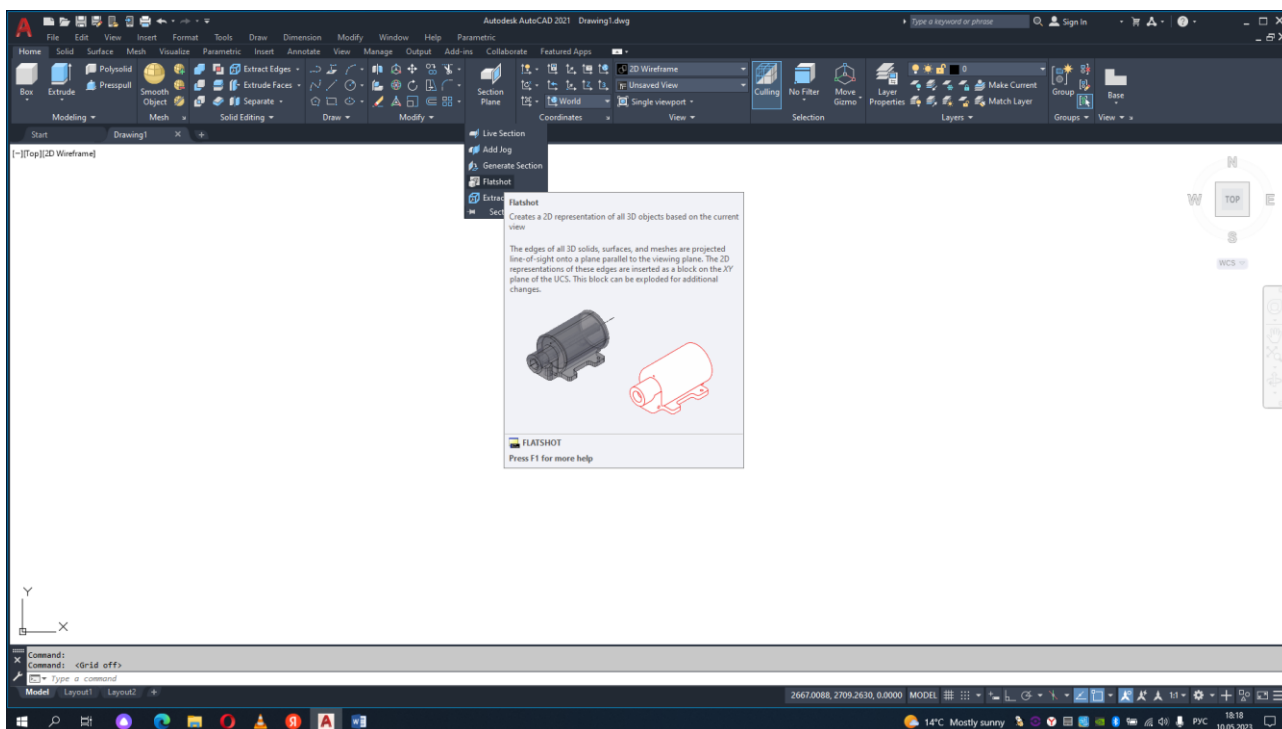 Autodesk AutoCAD 2021 Drawing1.dwg
Type a keyword or phrase
Sign In
File Edit View Insert Format Tools Draw Dimension Modify Window Help Parametric
Home Solid Surface Mesh Visualize Parametric Insert Annotate View Manage Output Add-ins Collaborate Featured Apps
Box
Extrude
Polysolid
Presspull
Smooth Object
Extract Edges
Extrude Faces
Separate
Section Plane
World
2D Wireframe
Unsaved View
Single viewport
Culling
No Filter
Move Gizmo
Layer Properties
0
Make Current
Match Layer
Group
Base
Modeling Mesh Solid Editing Draw Modify Coordinates View Selection Layers Groups View
Start Drawing1
[−][Top][2D Wireframe]
Live Section
Add Jog
Generate Section
Flatshot
Extrac
Sect
Flatshot
Creates a 2D representation of all 3D objects based on the current
view
The edges of all 3D solids, surfaces, and meshes are projected
line-of-sight onto a plane parallel to the viewing plane. The 2D
representations of these edges are inserted as a block on the XY
plane of the UCS. This block can be exploded for additional
changes.
FLATSHOT
Press F1 for more help
N
W TOP E
S
WCS
Y
X
Command:
Command: <Grid off>
Type a command
Model Layout1 Layout2 +
2667.0088, 2709.2630, 0.0000 MODEL 1:1
14°C Mostly sunny РУС 18:18
10.05.2023